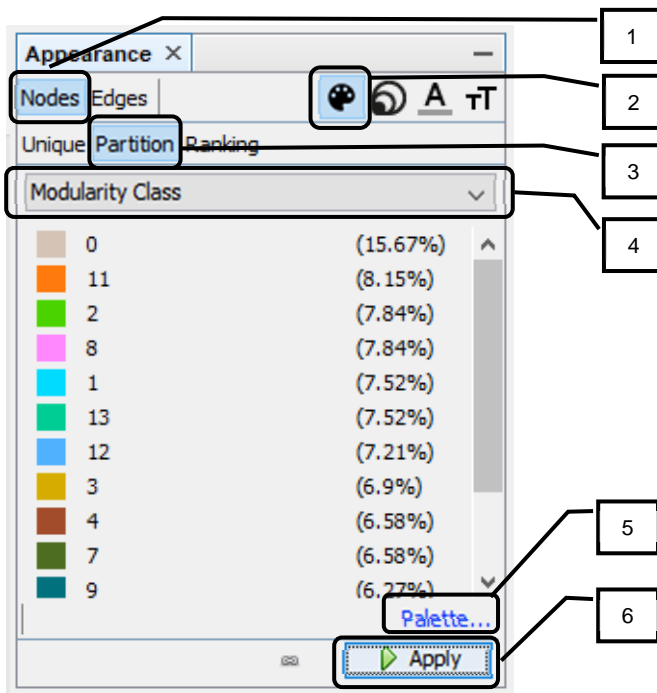 1
Appearance ×
Nodes Edges A TT
2
Unique Partition Ranking
3
Modularity Class
4
0 (15.67%)
11 (8.15%)
2 (7.84%)
8 (7.84%)
1 (7.52%)
13 (7.52%)
12 (7.21%)
3 (6.9%)
4 (6.58%)
7 (6.58%)
9 (6.27%)
5
Palette...
6
Apply